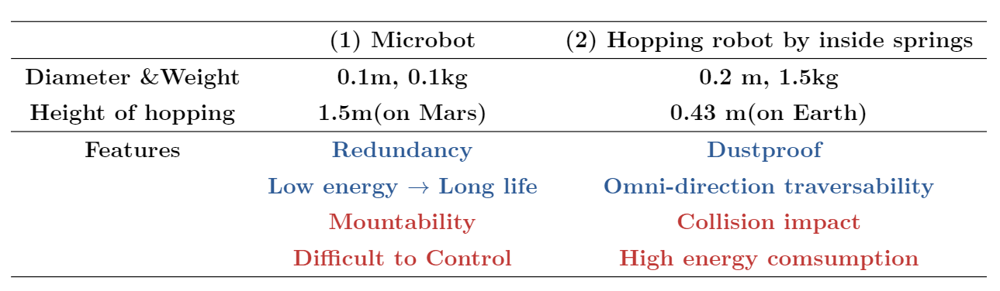 (1) Microbot (2) Hopping robot by inside springs
Diameter &Weight 0.1m, 0.1kg 0.2 m, 1.5kg
Height of hopping 1.5m(on Mars) 0.43 m(on Earth)
Features Redundancy Dustproof
Low energy → Long life Omni-direction traversability
Mountability Collision impact
Difficult to Control High energy comsumption